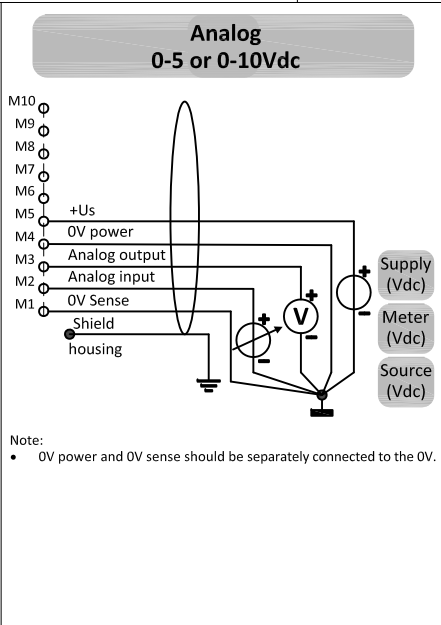 Analog
0-5 or 0-10Vdc
M10
M9
M8
M7
M6
M5
+Us
M4
0V power
M3
Analog output
M2
Analog input
M1
0V Sense
Shield
housing
V
Supply
(Vdc)
Meter
(Vdc)
Source
(Vdc)
Note:
• 0V power and 0V sense should be separately connected to the 0V.